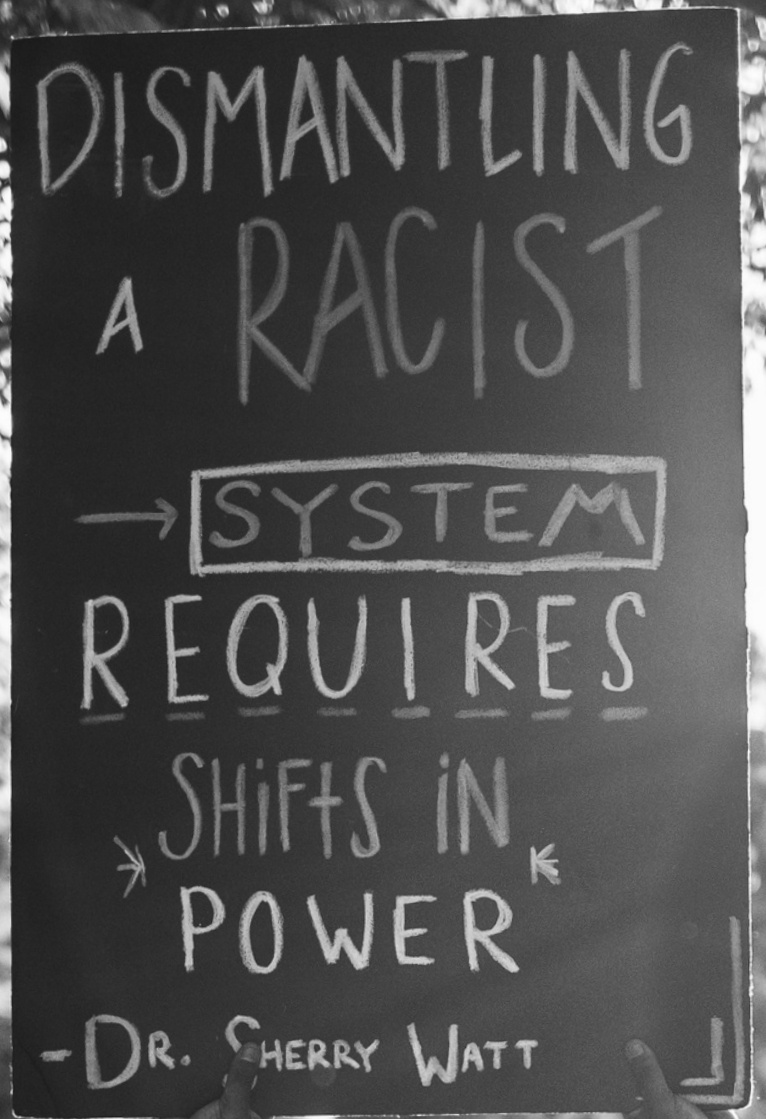 DISMANTLING
A RACIST
→ SYSTEM
REQUIRES
SHiFtS iN
POWER
-DR. SHERRY WATT